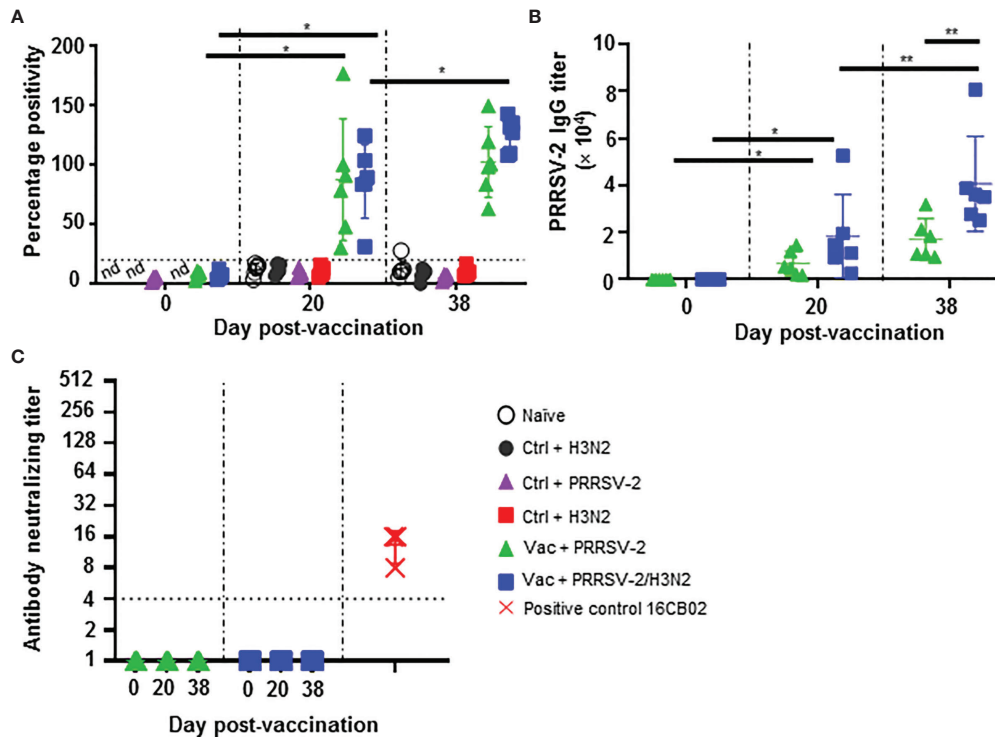 A
Percentage positivity
200
150
100
50
0
nd nd nd
*
*
*
0 20 38
Day post-vaccination
B
PRRSV-2 IgG titer
(× 10⁴)
10
8
6
4
2
0
**
**
*
*
0 20 38
Day post-vaccination
C
Antibody neutralizing titer
512
256
128
64
32
16
8
4
2
1
0 20 38 0 20 38
Day post-vaccination
Naïve
Ctrl + H3N2
Ctrl + PRRSV-2
Ctrl + H3N2
Vac + PRRSV-2
Vac + PRRSV-2/H3N2
Positive control 16CB02